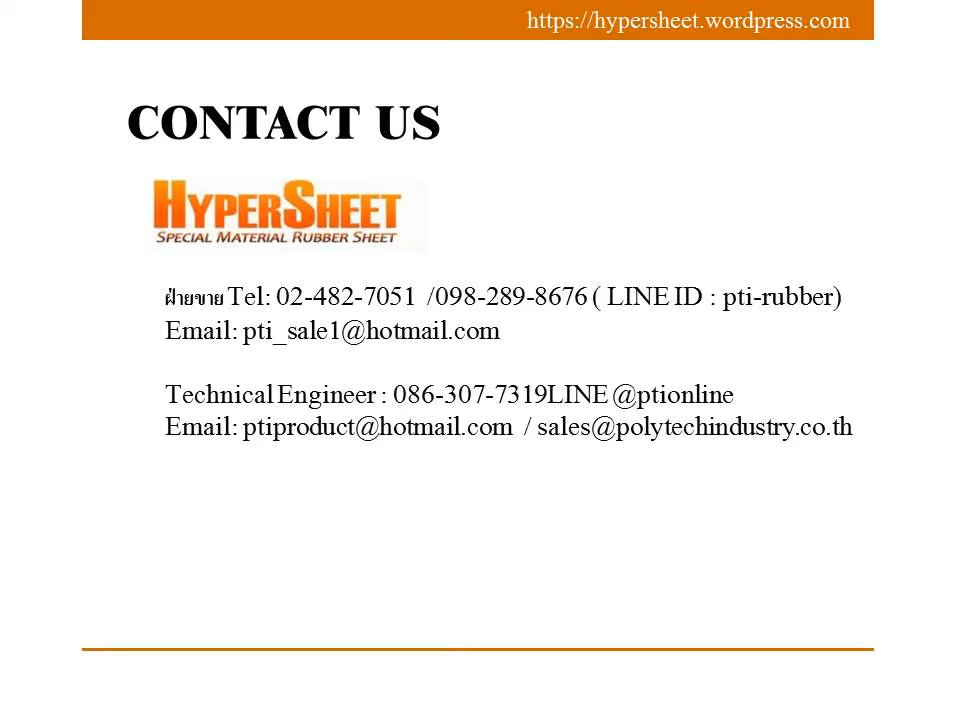 https://hypersheet.wordpress.com
CONTACT US
HYPERSHEET
SPECIAL MATERIAL RUBBER SHEET
ฝ่ายขาย Tel: 02-482-7051 /098-289-8676 ( LINE ID : pti-rubber)
Email: pti_sale1@hotmail.com
Technical Engineer : 086-307-7319LINE @ptionline
Email: ptiproduct@hotmail.com / sales@polytechindustry.co.th